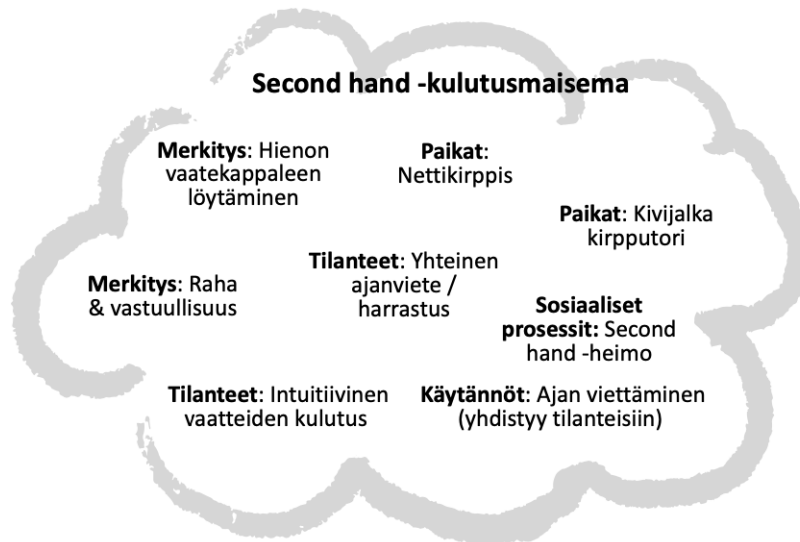 Second hand -kulutusmaisema
Merkitys: Hienon
vaatekappaleen
löytäminen
Paikat:
Nettikirppis
Paikat: Kivijalka
kirpputori
Tilanteet: Yhteinen
ajanviete /
harrastus
Merkitys: Raha
& vastuullisuus
Sosiaaliset
prosessit: Second
hand -heimo
Tilanteet: Intuitiivinen
vaatteiden kulutus
Käytännöt: Ajan viettäminen
(yhdistyy tilanteisiin)